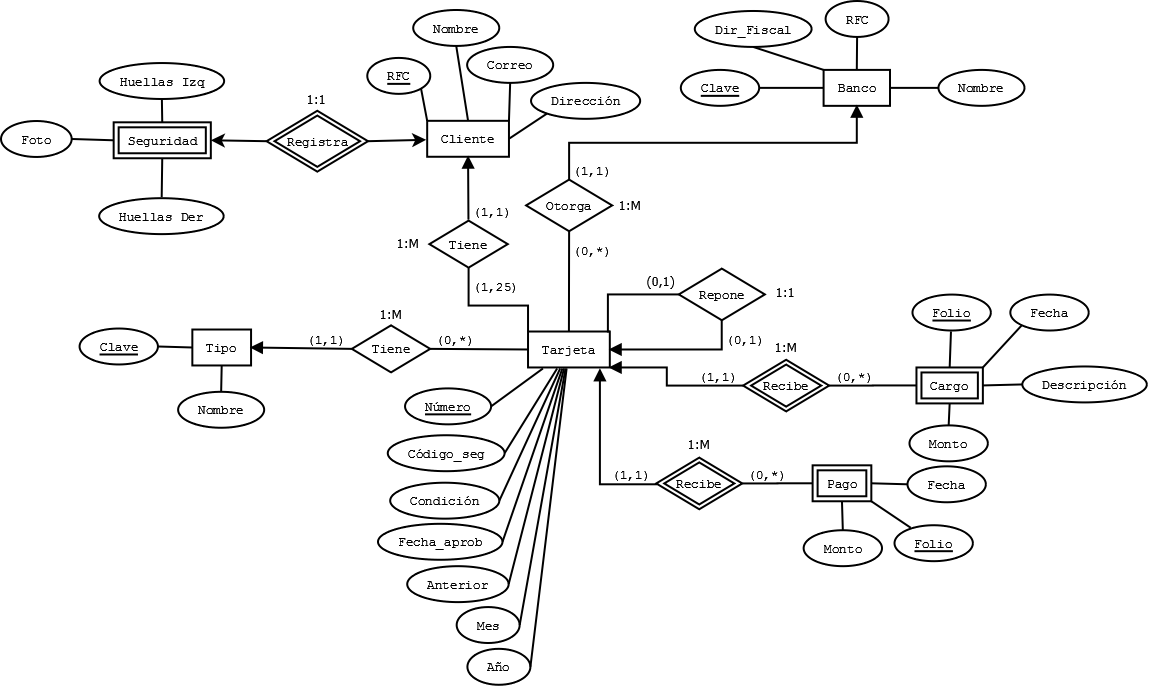 Nombre
RFC
Dir_Fiscal
RFC
Correo
Huellas Izq
Clave
Banco
Nombre
1:1
Dirección
Foto
Seguridad
Registra
Cliente
(1,1)
Otorga
1:M
(1,1)
Huellas Der
1:M
Tiene
(0,*)
(1,25)
(0,1)
Repone
1:1
1:M
Folio
Fecha
Clave
Tipo
(1,1)
Tiene
(0,*)
Tarjeta
(0,1)
1:M
(1,1)
Recibe
(0,*)
Cargo
Descripción
Nombre
Número
Monto
1:M
Código_seg
(1,1)
Recibe
(0,*)
Pago
Fecha
Condición
Fecha_aprob
Monto
Folio
Anterior
Mes
Año